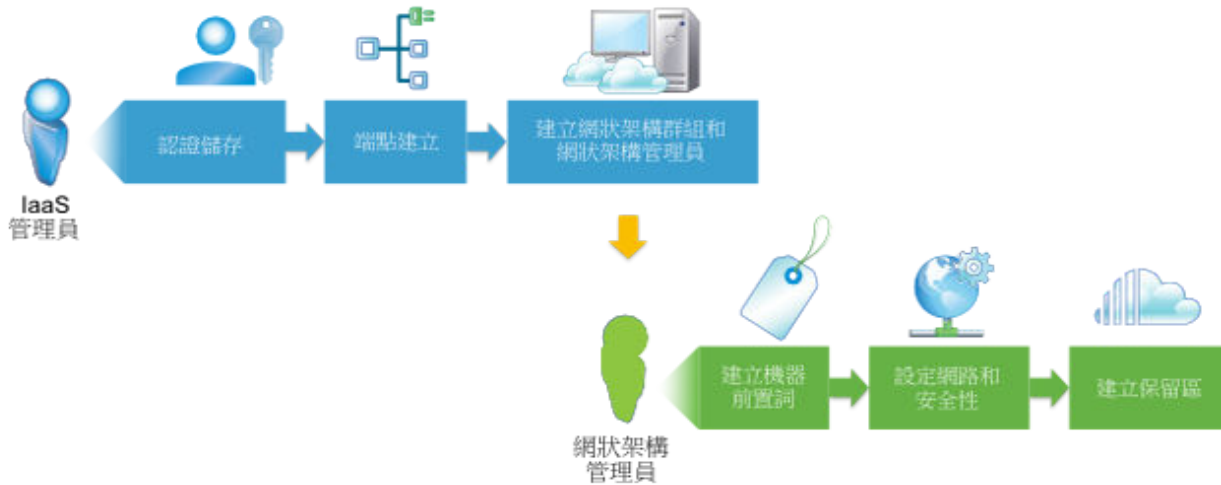 認證儲存
端點建立
建立網狀架構群組和
網狀架構管理員
IaaS
管理員
建立機器
前置詞
設定網路和
安全性
建立保留區
網狀架構
管理員